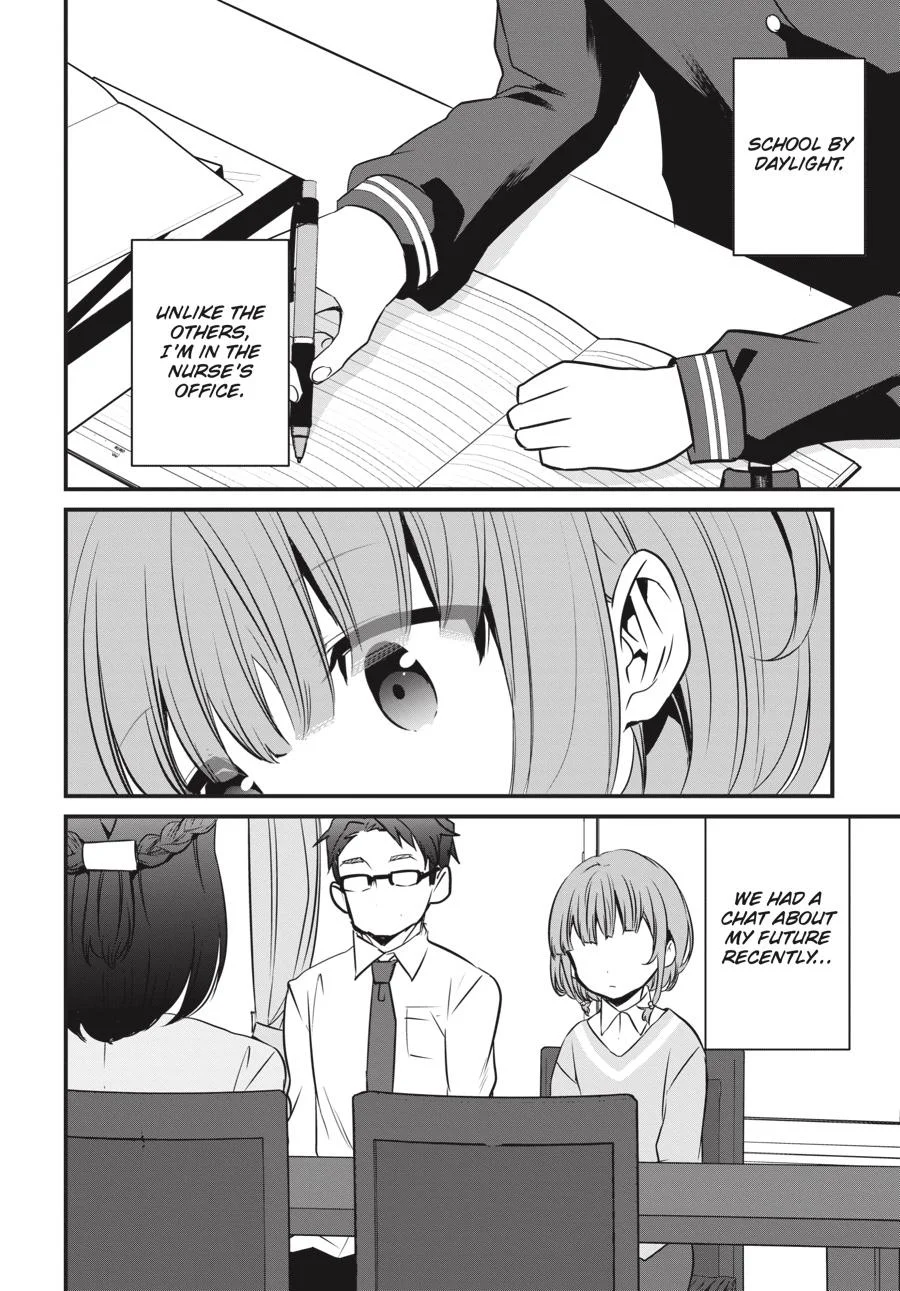 SCHOOL BY
DAYLIGHT.
UNLIKE THE
OTHERS,
I'M IN THE
NURSE'S
OFFICE.
WE HAD A
CHAT ABOUT
MY FUTURE
RECENTLY...